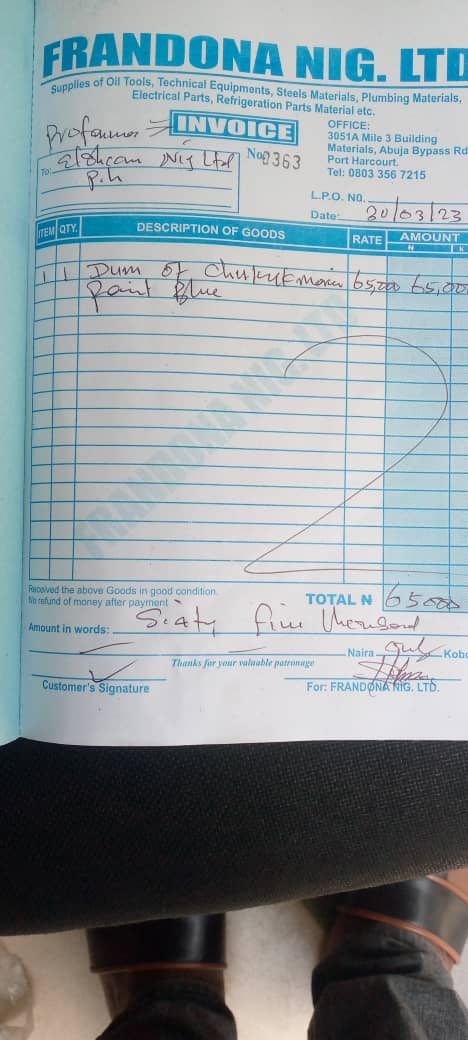 FRANDONA NIG. LTD
Supplies of Oil Tools, Technical Equipments, Steels Materials, Plumbing Materials,
Electrical Parts, Refrigeration Parts Material etc.
INVOICE
OFFICE:
3051A Mile 3 Building
Materials, Abuja Bypass Rd
Port Harcourt.
Tel: 0803 356 7215
To: Nig Ltd
P.h
No 0363
L.P.O. NO.
Date: 30/03/23
ITEM QTY. DESCRIPTION OF GOODS RATE AMOUNT
N K
1 1 Dum of 65,000 65,000
Paint Blue
FRANDONA NIG. LTD
Received the above Goods in good condition.
No refund of money after payment
TOTAL N 65000
Amount in words: Sixty five thousand
Naira only Kobo
Thanks for your valuable patronage
Customer's Signature
For: FRANDONA NIG. LTD.